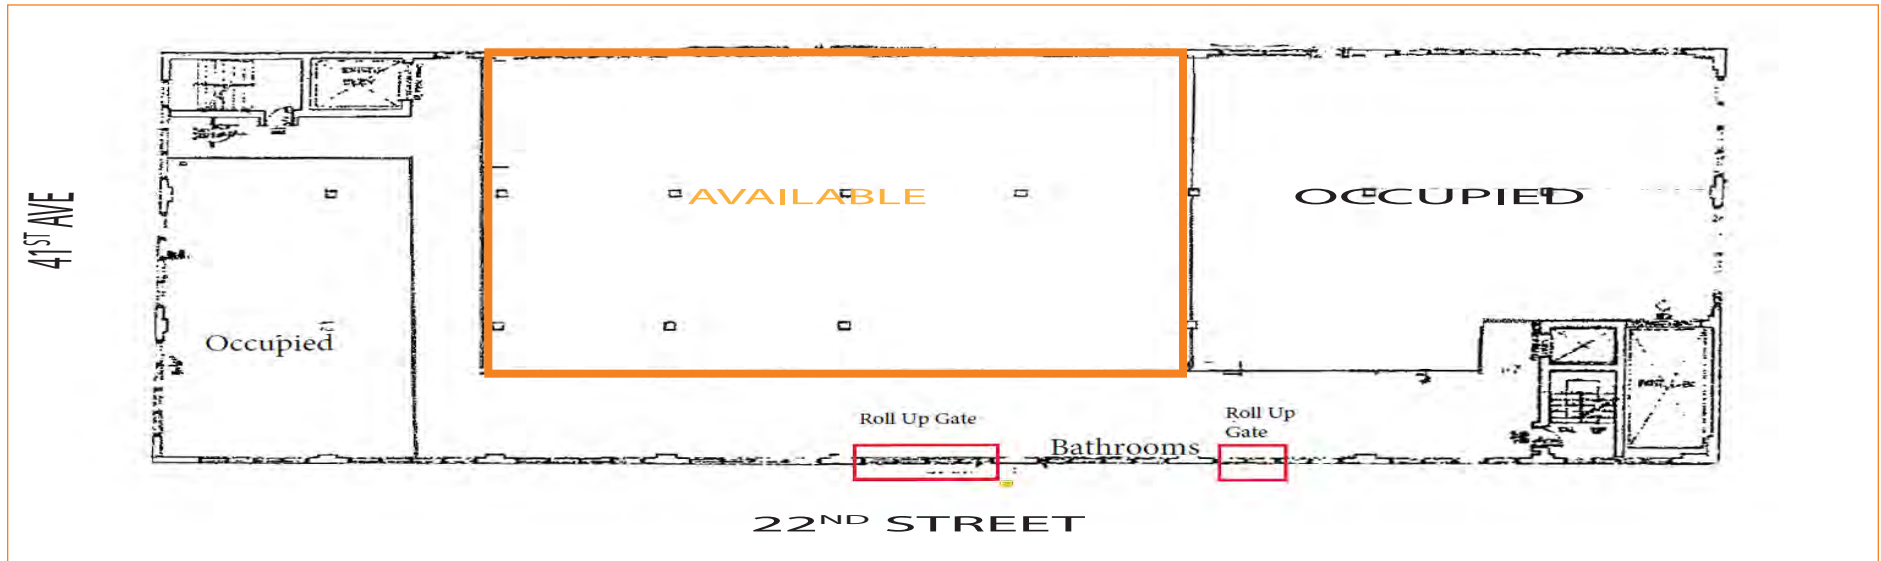 41ST AVE
AVAILABLE
OCCUPIED
Occupied
Roll Up Gate
Roll Up
Gate
Bathrooms
22ND STREET